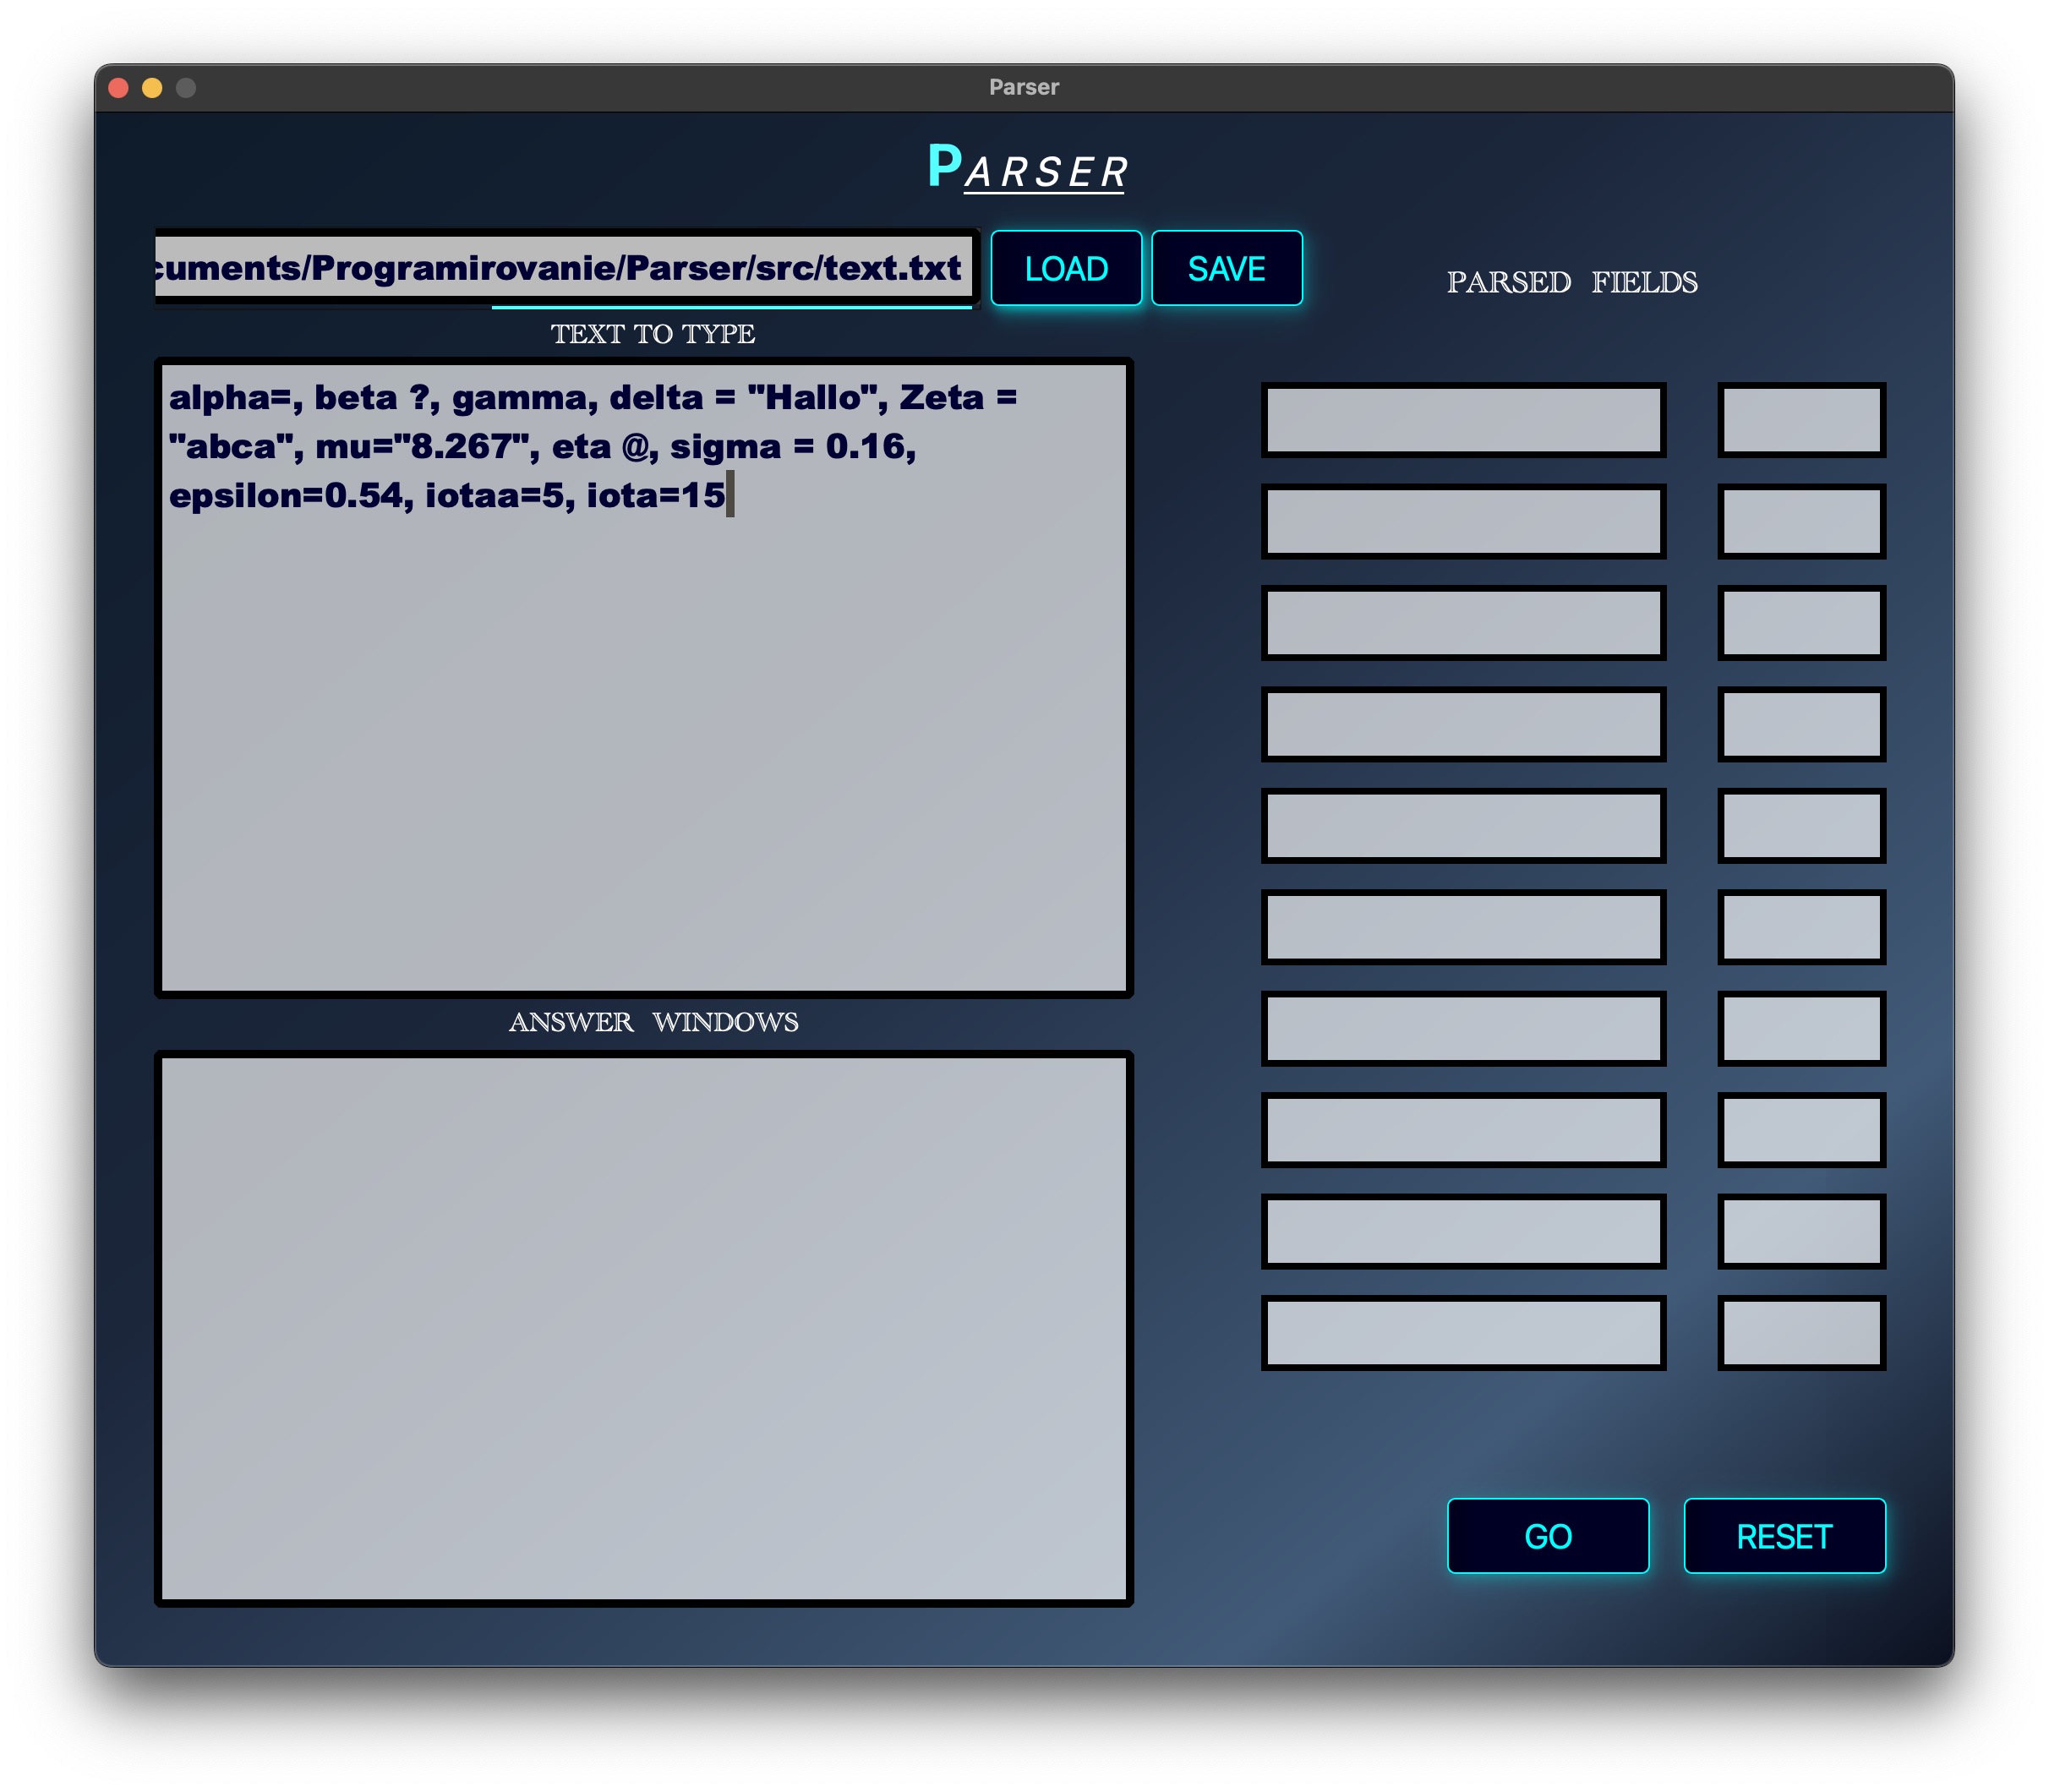 Parser
PARSER
cuments/Programirovanie/Parser/src/text.txt
LOAD
SAVE
PARSED FIELDS
TEXT TO TYPE
alpha=, beta ?, gamma, delta = "Hallo", Zeta =
"abca", mu="8.267", eta @, sigma = 0.16,
epsilon=0.54, iotaa=5, iota=15
ANSWER WINDOWS
GO
RESET